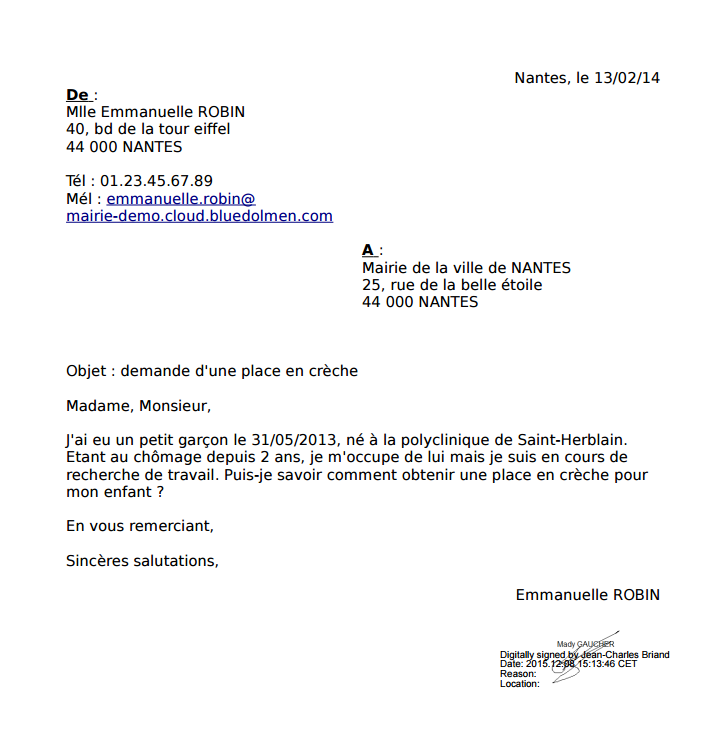 Nantes, le 13/02/14
De :
Mlle Emmanuelle ROBIN
40, bd de la tour eiffel
44 000 NANTES
Tél : 01.23.45.67.89
Mél : emmanuelle.robin@
mairie-demo.cloud.bluedolmen.com
A :
Mairie de la ville de NANTES
25, rue de la belle étoile
44 000 NANTES
Objet : demande d'une place en crèche
Madame, Monsieur,
J'ai eu un petit garçon le 31/05/2013, né à la polyclinique de Saint-Herblain.
Etant au chômage depuis 2 ans, je m'occupe de lui mais je suis en cours de
recherche de travail. Puis-je savoir comment obtenir une place en crèche pour
mon enfant ?
En vous remerciant,
Sincères salutations,
Emmanuelle ROBIN
Mady GAUCHER
Digitally signed by Jean-Charles Briand
Date: 2015.12.08 15:13:46 CET
Reason:
Location: